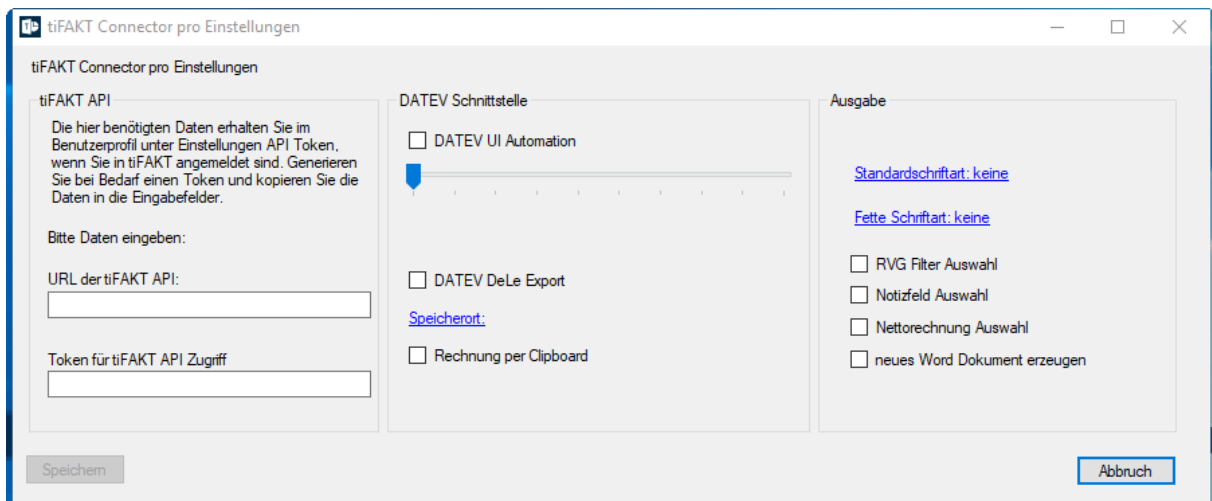 tiFAKT Connector pro Einstellungen
tiFAKT Connector pro Einstellungen
tiFAKT API
Die hier benötigten Daten erhalten Sie im
Benutzerprofil unter Einstellungen API Token,
wenn Sie in tiFAKT angemeldet sind. Generieren
Sie bei Bedarf einen Token und kopieren Sie die
Daten in die Eingabefelder.
Bitte Daten eingeben:
URL der tiFAKT API:
Token für tiFAKT API Zugriff
DATEV Schnittstelle
DATEV UI Automation
DATEV DeLe Export
Speicherort:
Rechnung per Clipboard
Ausgabe
Standardschriftart: keine
Fette Schriftart: keine
RVG Filter Auswahl
Notizfeld Auswahl
Nettorechnung Auswahl
neues Word Dokument erzeugen
Speichern
Abbruch